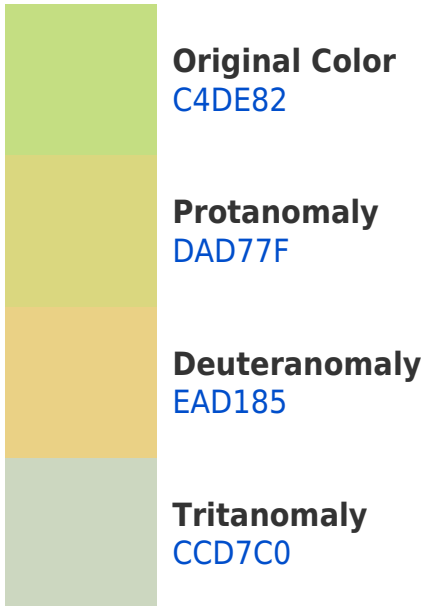 Original Color
C4DE82
Protanomaly
DAD77F
Deuteranomaly
EAD185
Tritanomaly
CCD7C0